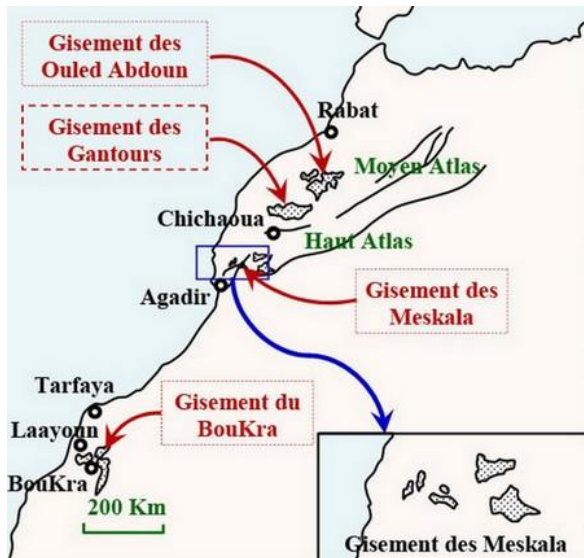 Gisement des
Ouled Abdoun
Rabat
Gisement des
Gantours
Moyen Atlas
Chichaoua
Haut Atlas
Agadir
Gisement des
Meskala
Tarfaya
Gisement du
BouKra
Laayoun
BouKra
200 Km
Gisement des Meskala